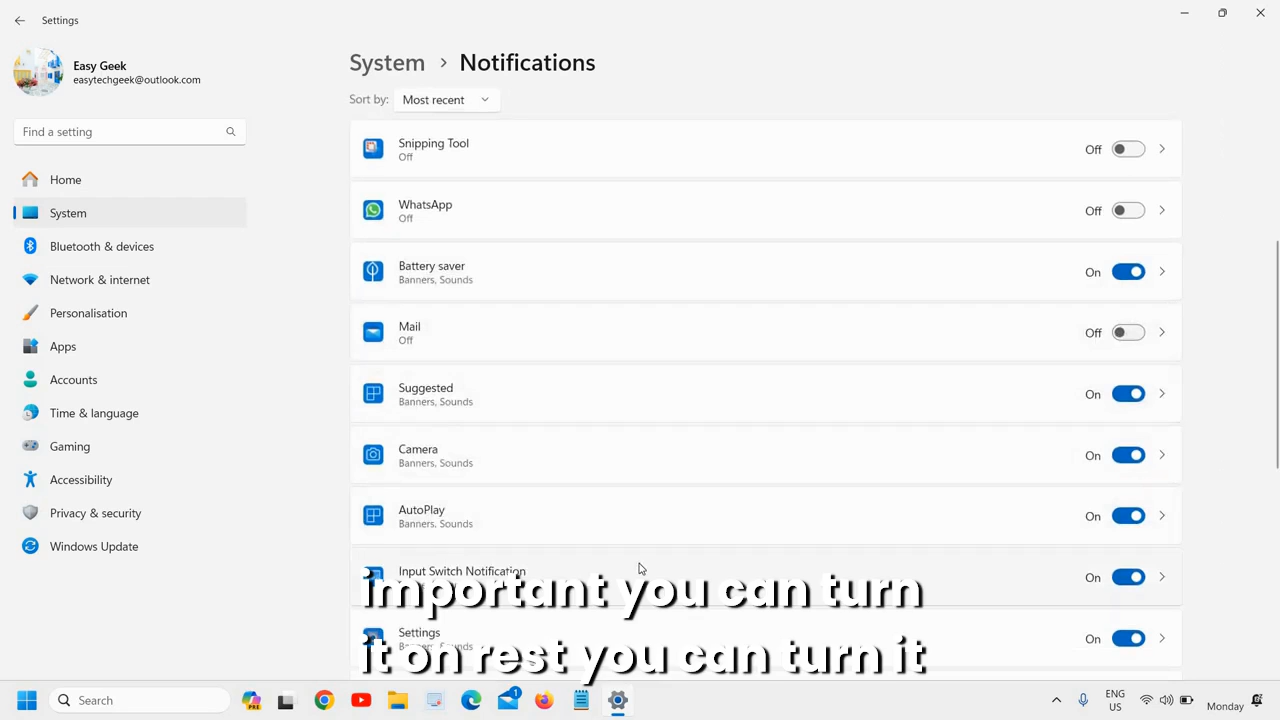 Settings
Easy Geek
easytechgeek@outlook.com
Find a setting
Home
System
Bluetooth & devices
Network & internet
Personalisation
Apps
Accounts
Time & language
Gaming
Accessibility
Privacy & security
Windows Update
System > Notifications
Sort by: Most recent
Snipping Tool
Off
Off
WhatsApp
Off
Off
Battery saver
Banners, Sounds
On
Mail
Off
Off
Suggested
Banners, Sounds
On
Camera
Banners, Sounds
On
AutoPlay
Banners, Sounds
On
Input Switch Notification
On
Settings
On
important you can turn
it on rest you can turn it
Search
PRE
1
ENG
US
Monday